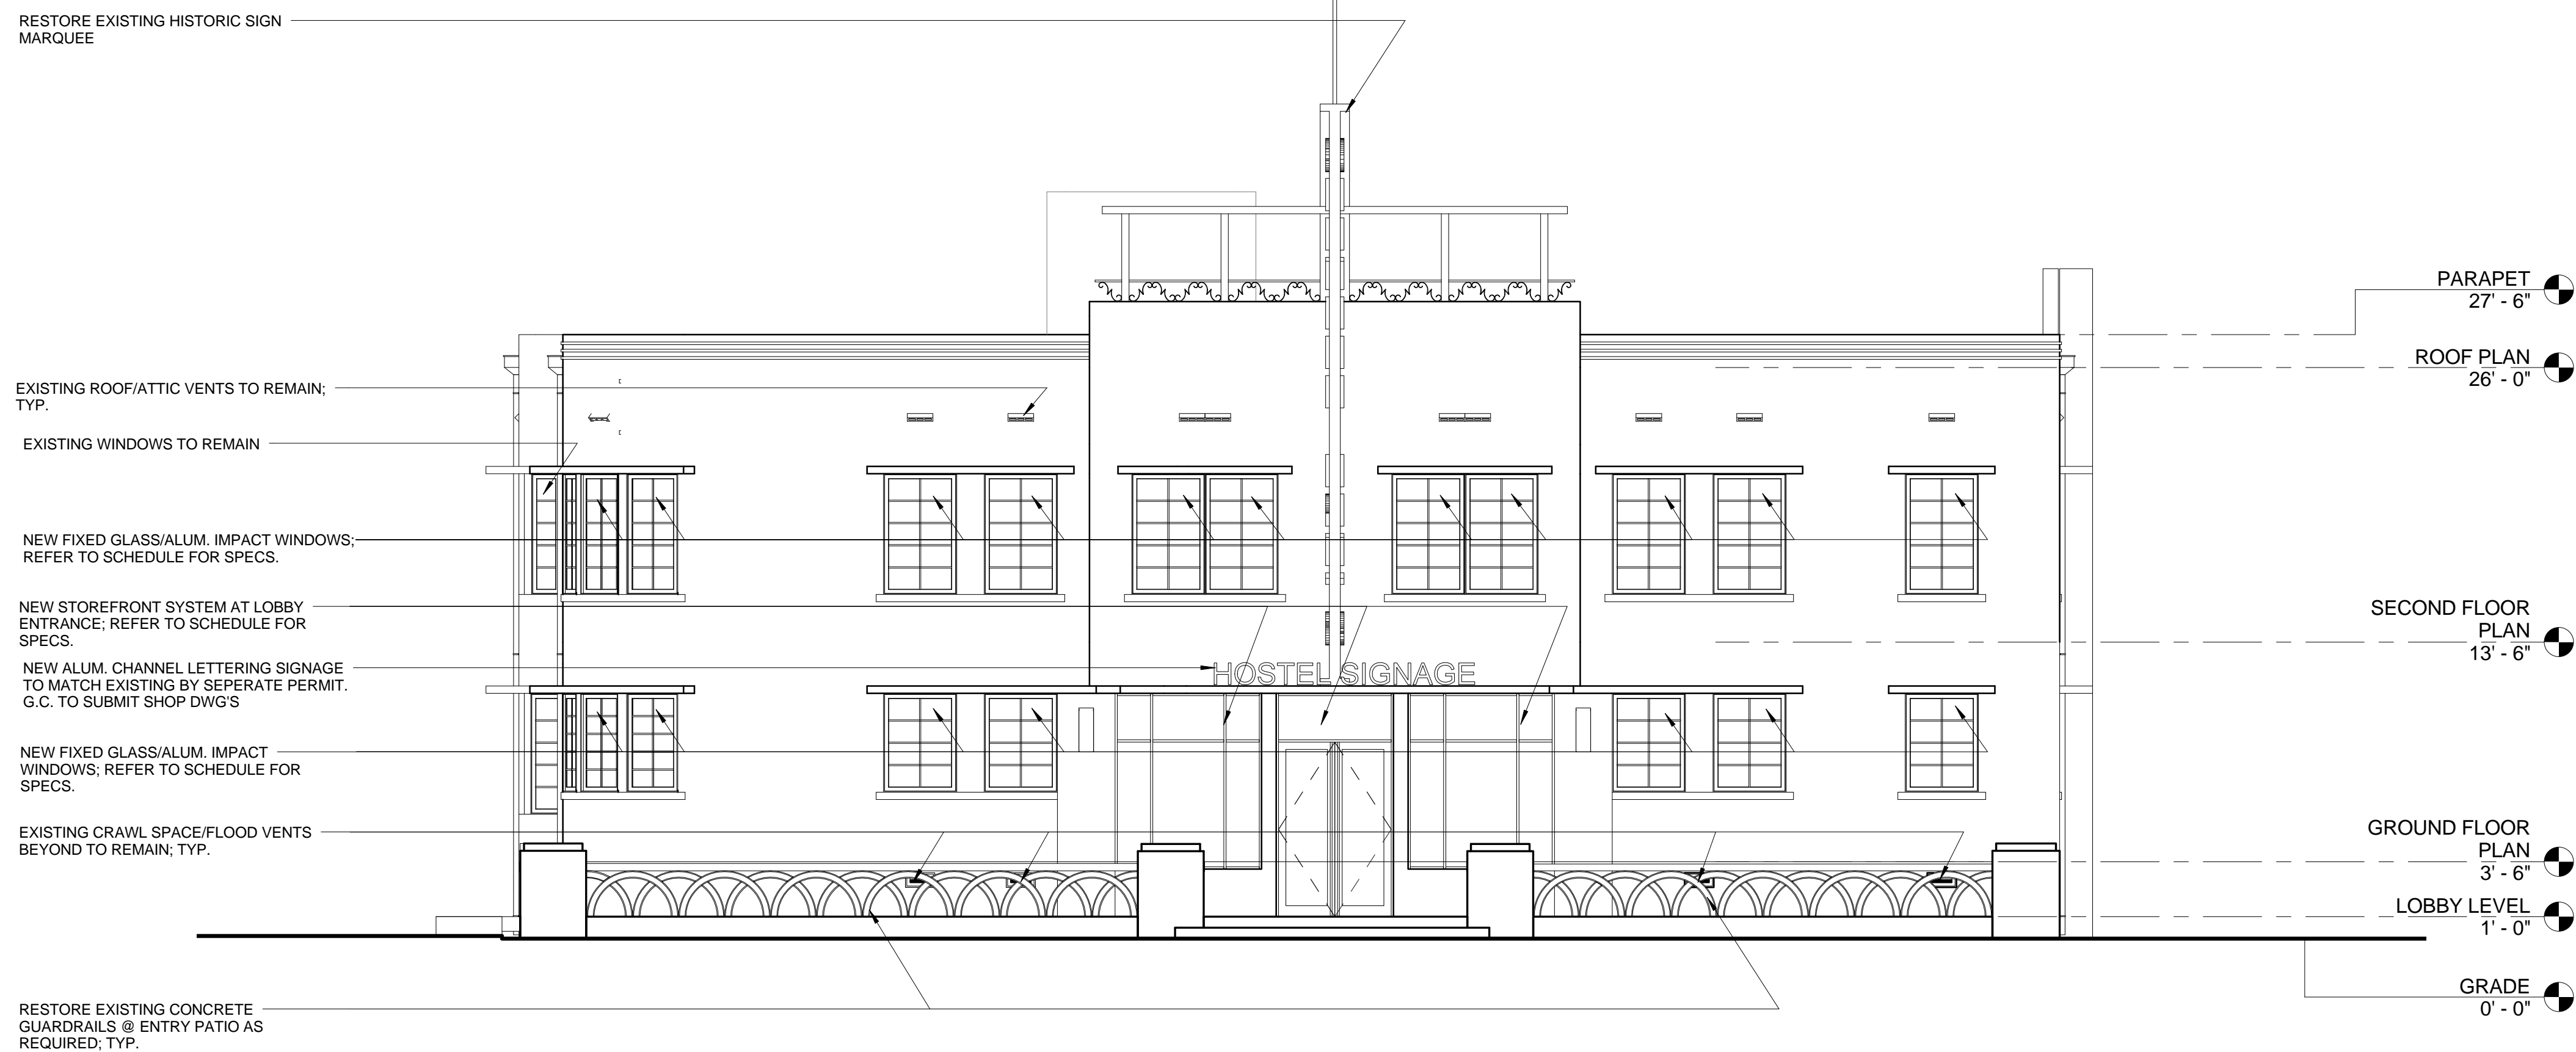 RESTORE EXISTING HISTORIC SIGN
MARQUEE
EXISTING ROOF/ATTIC VENTS TO REMAIN;
TYP.
EXISTING WINDOWS TO REMAIN
NEW FIXED GLASS/ALUM. IMPACT WINDOWS;
REFER TO SCHEDULE FOR SPECS.
NEW STOREFRONT SYSTEM AT LOBBY
ENTRANCE; REFER TO SCHEDULE FOR
SPECS.
NEW ALUM. CHANNEL LETTERING SIGNAGE
TO MATCH EXISTING BY SEPERATE PERMIT.
G.C. TO SUBMIT SHOP DWG'S
NEW FIXED GLASS/ALUM. IMPACT
WINDOWS; REFER TO SCHEDULE FOR
SPECS.
EXISTING CRAWL SPACE/FLOOD VENTS
BEYOND TO REMAIN; TYP.
RESTORE EXISTING CONCRETE
GUARDRAILS @ ENTRY PATIO AS
REQUIRED; TYP.
HOSTEL SIGNAGE
PARAPET
27' - 6"
ROOF PLAN
26' - 0"
SECOND FLOOR
PLAN
13' - 6"
GROUND FLOOR
PLAN
3' - 6"
LOBBY LEVEL
1' - 0"
GRADE
0' - 0"